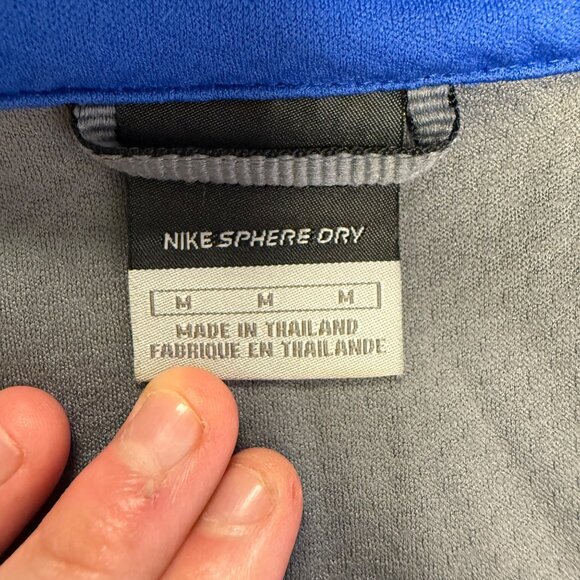 NIKE SPHERE DRY
M M M
MADE IN THAILAND
FABRIQUE EN THAILANDE